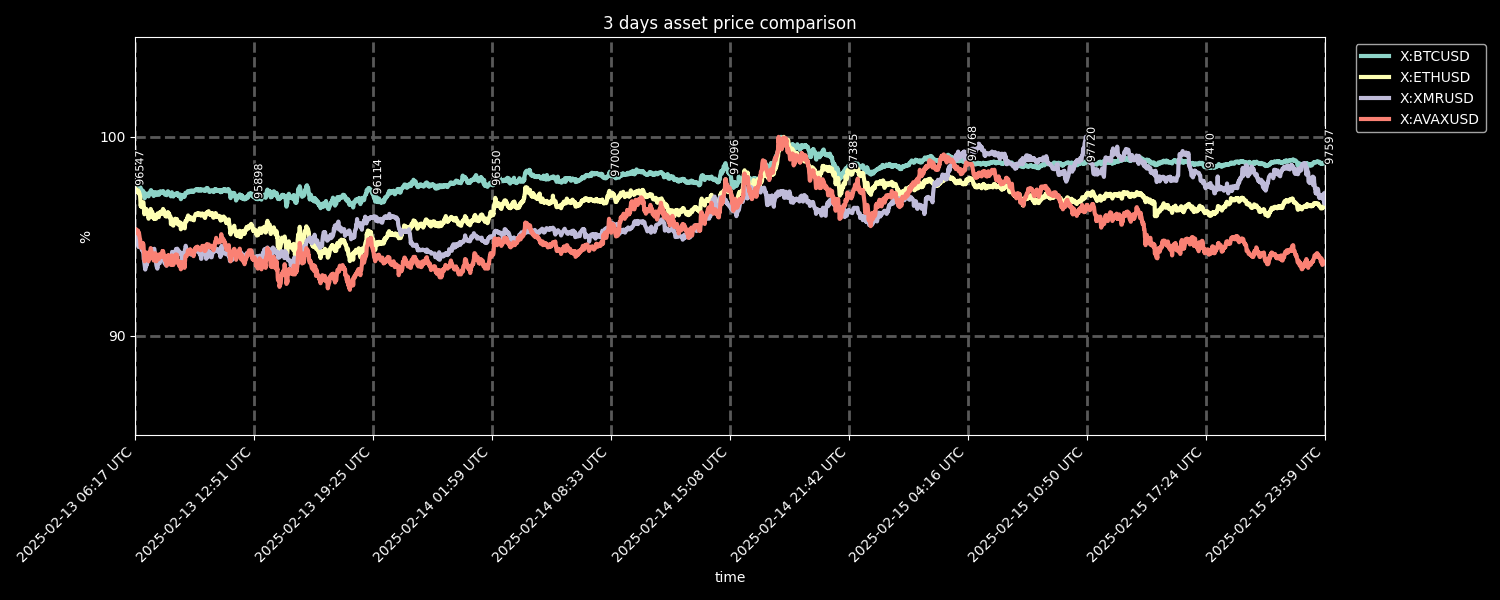 3 days asset price comparison
X:BTCUSD
X:ETHUSD
X:XMRUSD
X:AVAXUSD
100
90
%
96547
95898
96114
96550
97000
97096
97385
97768
97720
97410
97597
2025-02-13 06:17 UTC
2025-02-13 12:51 UTC
2025-02-13 19:25 UTC
2025-02-14 01:59 UTC
2025-02-14 08:33 UTC
2025-02-14 15:08 UTC
2025-02-14 21:42 UTC
2025-02-15 04:16 UTC
2025-02-15 10:50 UTC
2025-02-15 17:24 UTC
2025-02-15 23:59 UTC
time